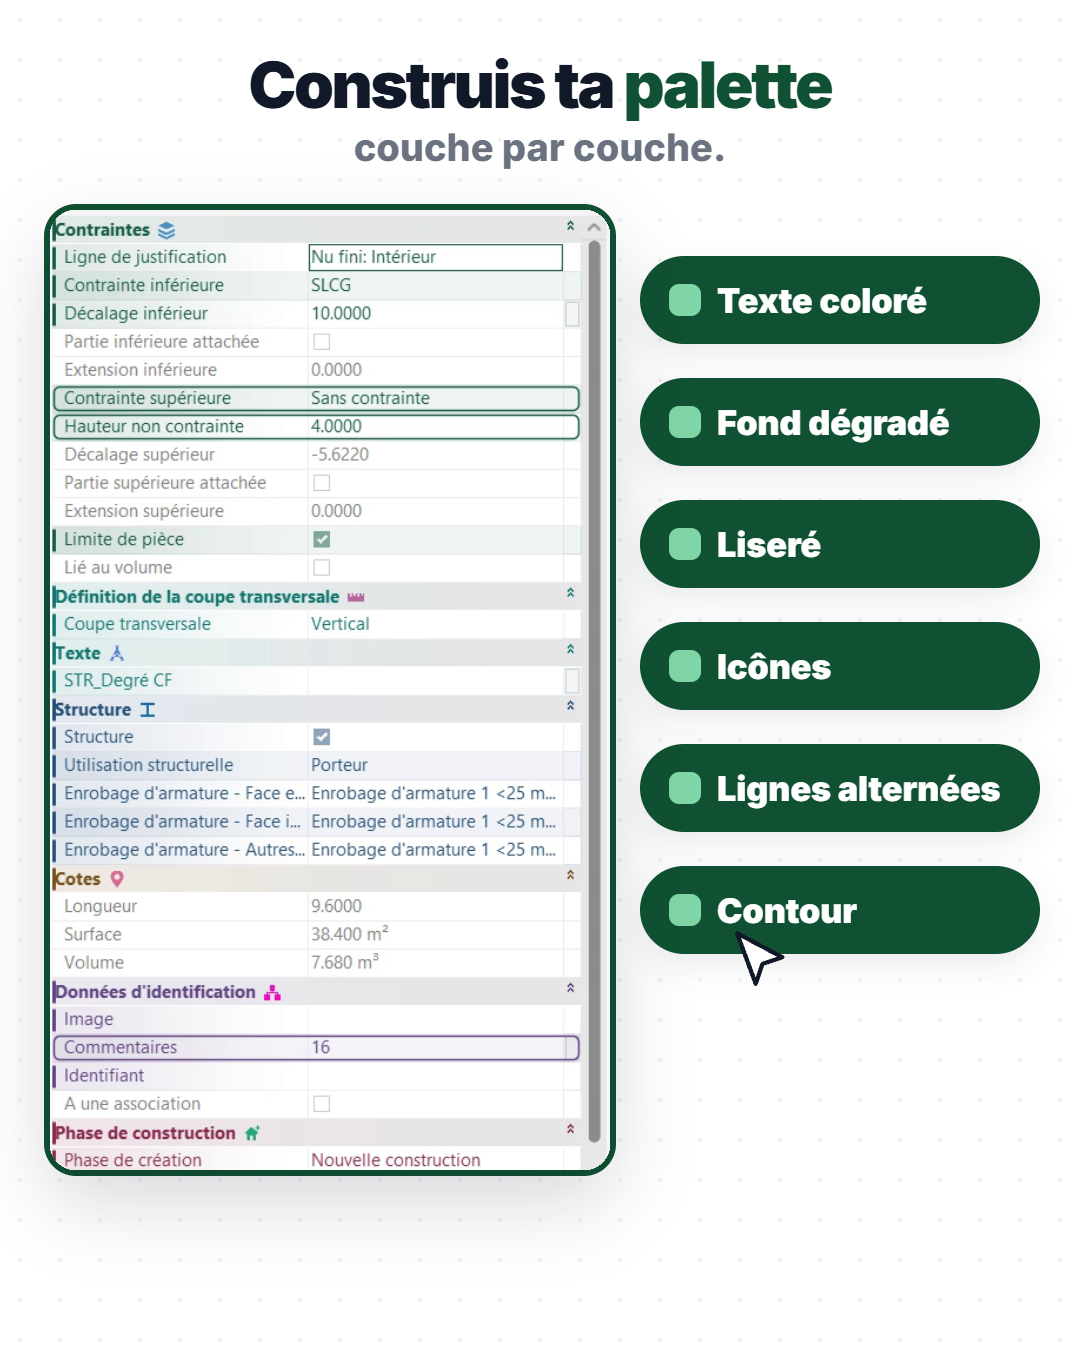 Construis ta palette
couche par couche.
Contraintes
Ligne de justification Nu fini: Intérieur
Contrainte inférieure SLCG
Décalage inférieur 10.0000
Partie inférieure attachée
Extension inférieure 0.0000
Contrainte supérieure Sans contrainte
Hauteur non contrainte 4.0000
Décalage supérieur -5.6220
Partie supérieure attachée
Extension supérieure 0.0000
Limite de pièce
Lié au volume
Définition de la coupe transversale
Coupe transversale Vertical
Texte
STR_Degré CF
Structure
Structure
Utilisation structurelle Porteur
Enrobage d'armature - Face e... Enrobage d'armature 1 <25 m...
Enrobage d'armature - Face i... Enrobage d'armature 1 <25 m...
Enrobage d'armature - Autres... Enrobage d'armature 1 <25 m...
Cotes
Longueur 9.6000
Surface 38.400 m²
Volume 7.680 m³
Données d'identification
Image
Commentaires 16
Identifiant
A une association
Phase de construction
Phase de création Nouvelle construction
Texte coloré
Fond dégradé
Liseré
Icônes
Lignes alternées
Contour